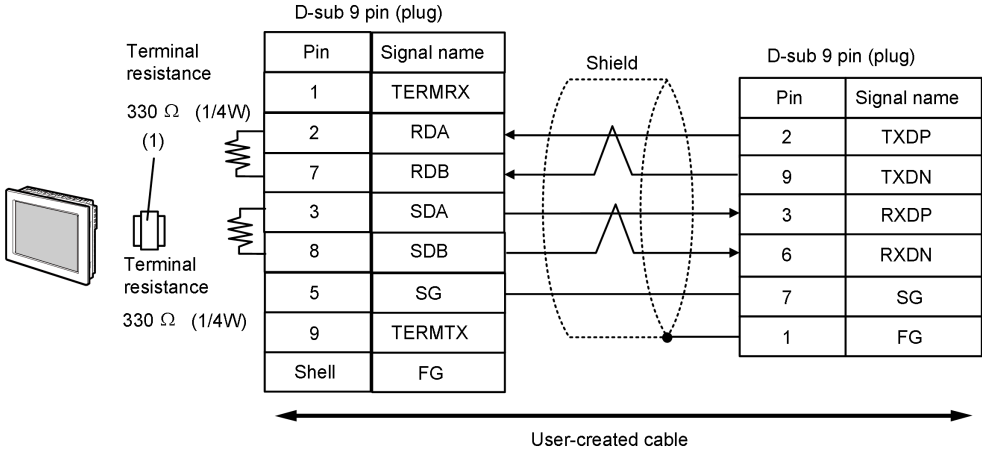 D-sub 9 pin (plug)
Terminal
resistance
330 Ω (1/4W)
(1)
Terminal
resistance
330 Ω (1/4W)
Pin Signal name
1 TERMRX
2 RDA
7 RDB
3 SDA
8 SDB
5 SG
9 TERMTX
Shell FG
Shield
D-sub 9 pin (plug)
Pin Signal name
2 TXDP
9 TXDN
3 RXDP
6 RXDN
7 SG
1 FG
User-created cable